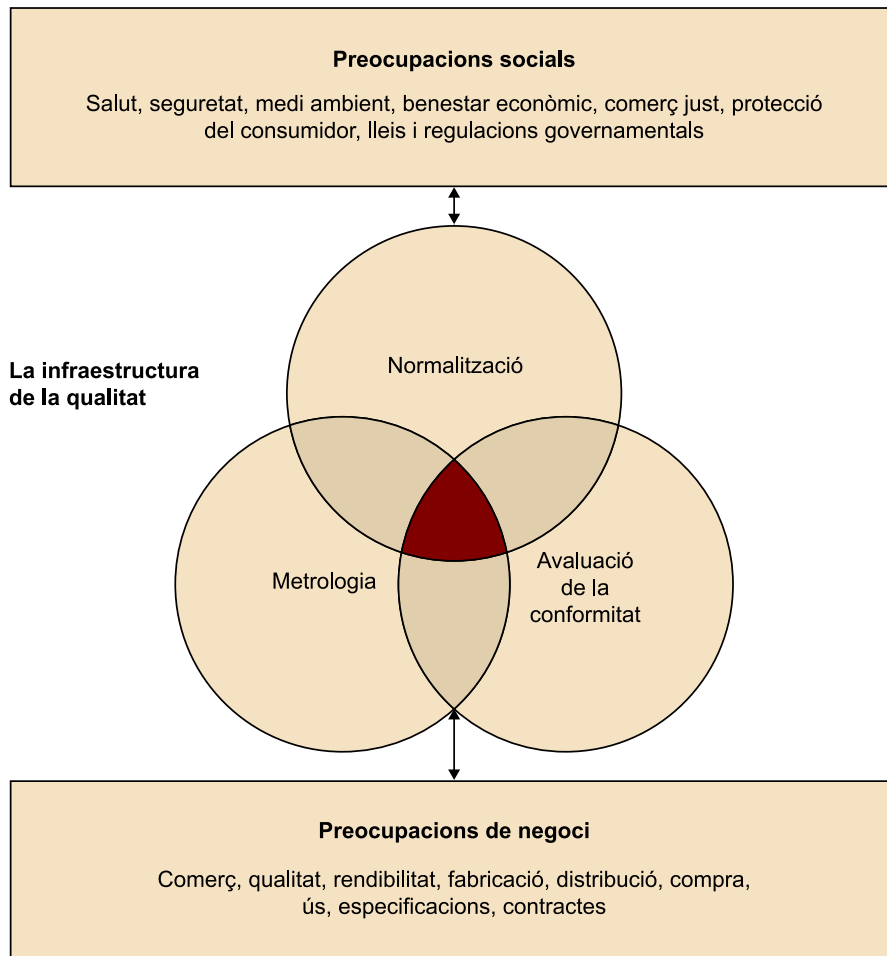 Preocupacions socials
Salut, seguretat, medi ambient, benestar econòmic, comerç just, protecció
del consumidor, lleis i regulacions governamentals
La infraestructura
de la qualitat
Normalització
Metrologia
Avaluació
de la
conformitat
Preocupacions de negoci
Comerç, qualitat, rendibilitat, fabricació, distribució, compra,
ús, especificacions, contractes